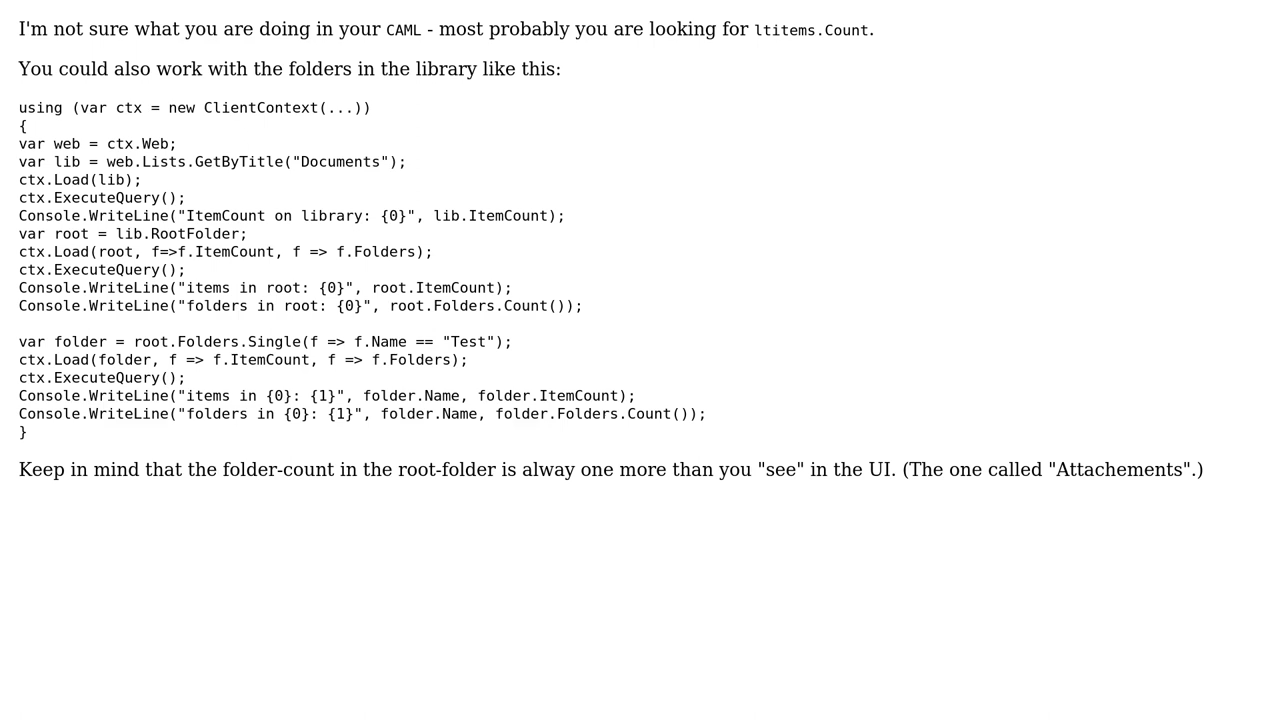 I'm not sure what you are doing in your CAML - most probably you are looking for ltitems.Count.
You could also work with the folders in the library like this:
using (var ctx = new ClientContext(...))
{
var web = ctx.Web;
var lib = web.Lists.GetByTitle("Documents");
ctx.Load(lib);
ctx.ExecuteQuery();
Console.WriteLine("ItemCount on library: {0}", lib.ItemCount);
var root = lib.RootFolder;
ctx.Load(root, f=>f.ItemCount, f => f.Folders);
ctx.ExecuteQuery();
Console.WriteLine("items in root: {0}", root.ItemCount);
Console.WriteLine("folders in root: {0}", root.Folders.Count());
var folder = root.Folders.Single(f => f.Name == "Test");
ctx.Load(folder, f => f.ItemCount, f => f.Folders);
ctx.ExecuteQuery();
Console.WriteLine("items in {0}: {1}", folder.Name, folder.ItemCount);
Console.WriteLine("folders in {0}: {1}", folder.Name, folder.Folders.Count());
}
Keep in mind that the folder-count in the root-folder is alway one more than you "see" in the UI. (The one called "Attachements".)